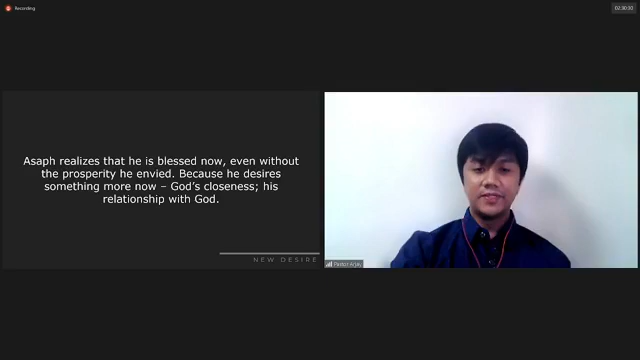 Recording
02:30:30
Asaph realizes that he is blessed now, even without
the prosperity he envied. Because he desires
something more now – God's closeness; his
relationship with God.
NEW DESIRE
Pastor Arjay